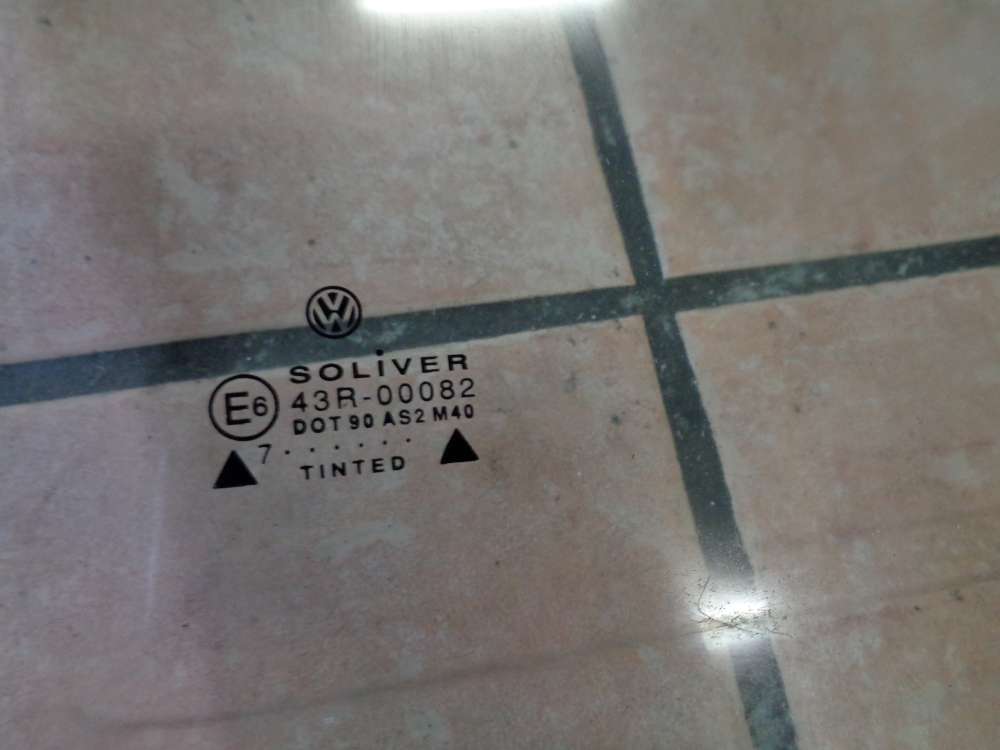 SOLiVER
E6
43R-00082
DOT 90 AS2 M40
7 . . . . . .
TINTED